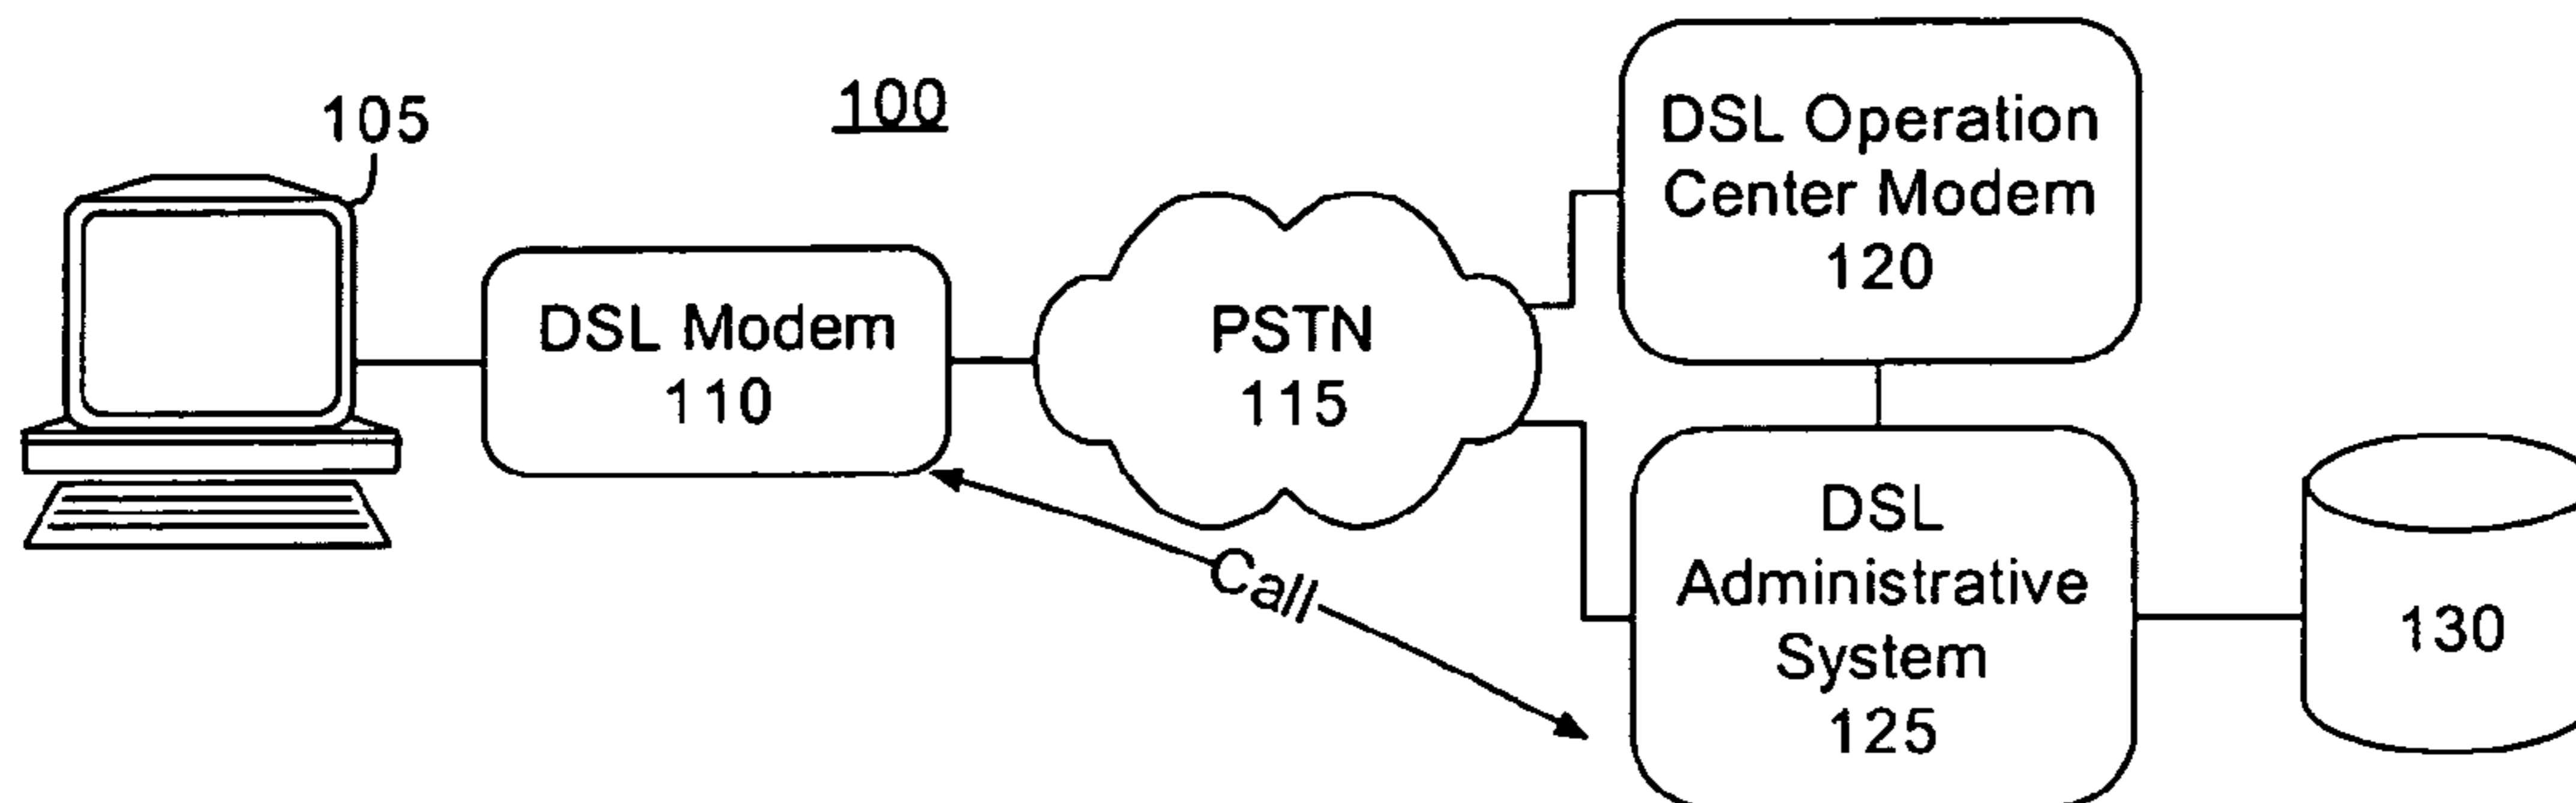 105
100
DSL Modem
110
PSTN
115
DSL Operation
Center Modem
120
Call
DSL
Administrative
System
125
130